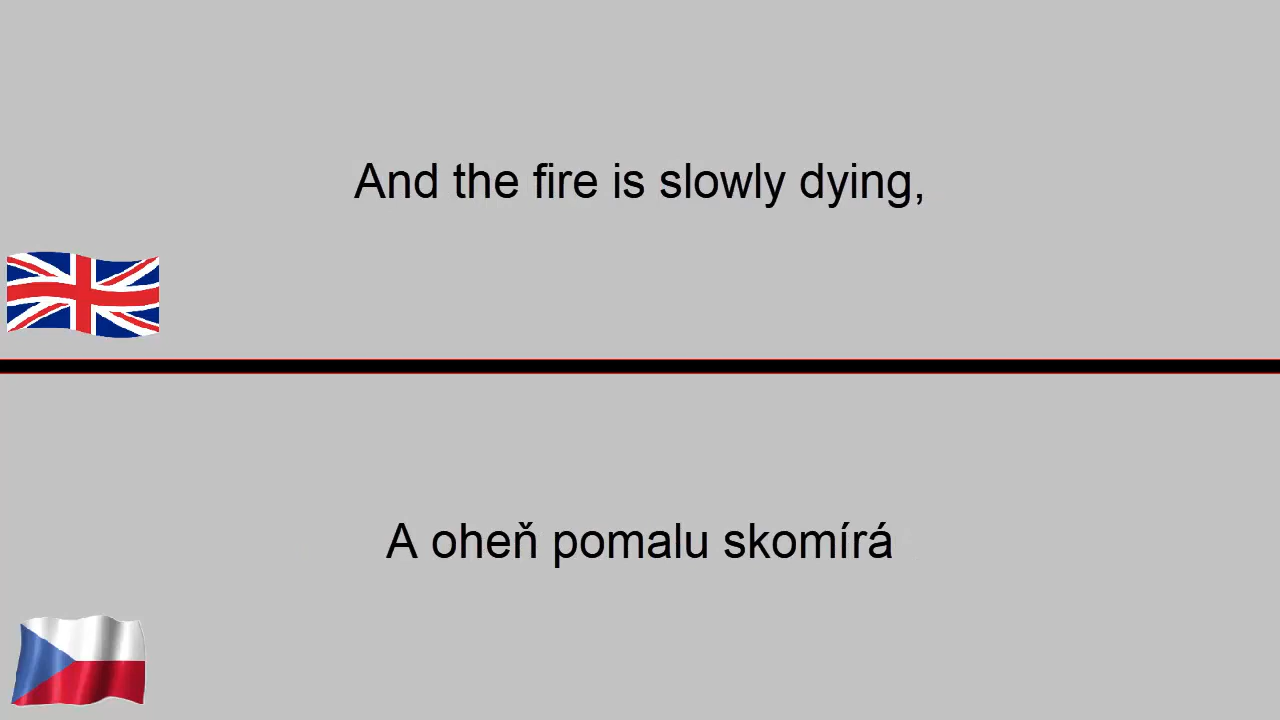 And the fire is slowly dying,
A oheň pomalu skomírá